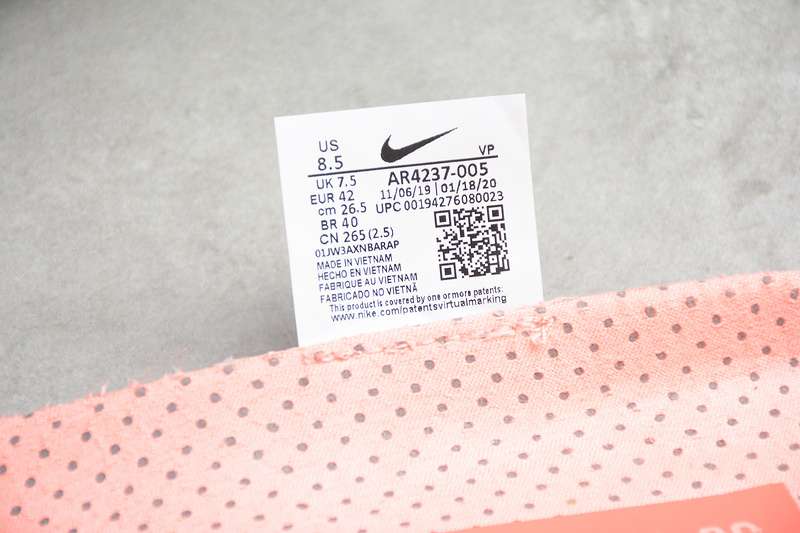 US
8.5
VP
UK 7.5
AR4237-005
EUR 42
11/06/19 | 01/18/20
cm 26.5
UPC 00194276080023
BR 40
CN 265 (2.5)
01JW3AXNBARAP
MADE IN VIETNAM
HECHO EN VIETNAM
FABRIQUE AU VIETNAM
FABRICADO NO VIETNÃ
This product is covered by one or more patents:
www.nike.com/patentsvirtualmarking